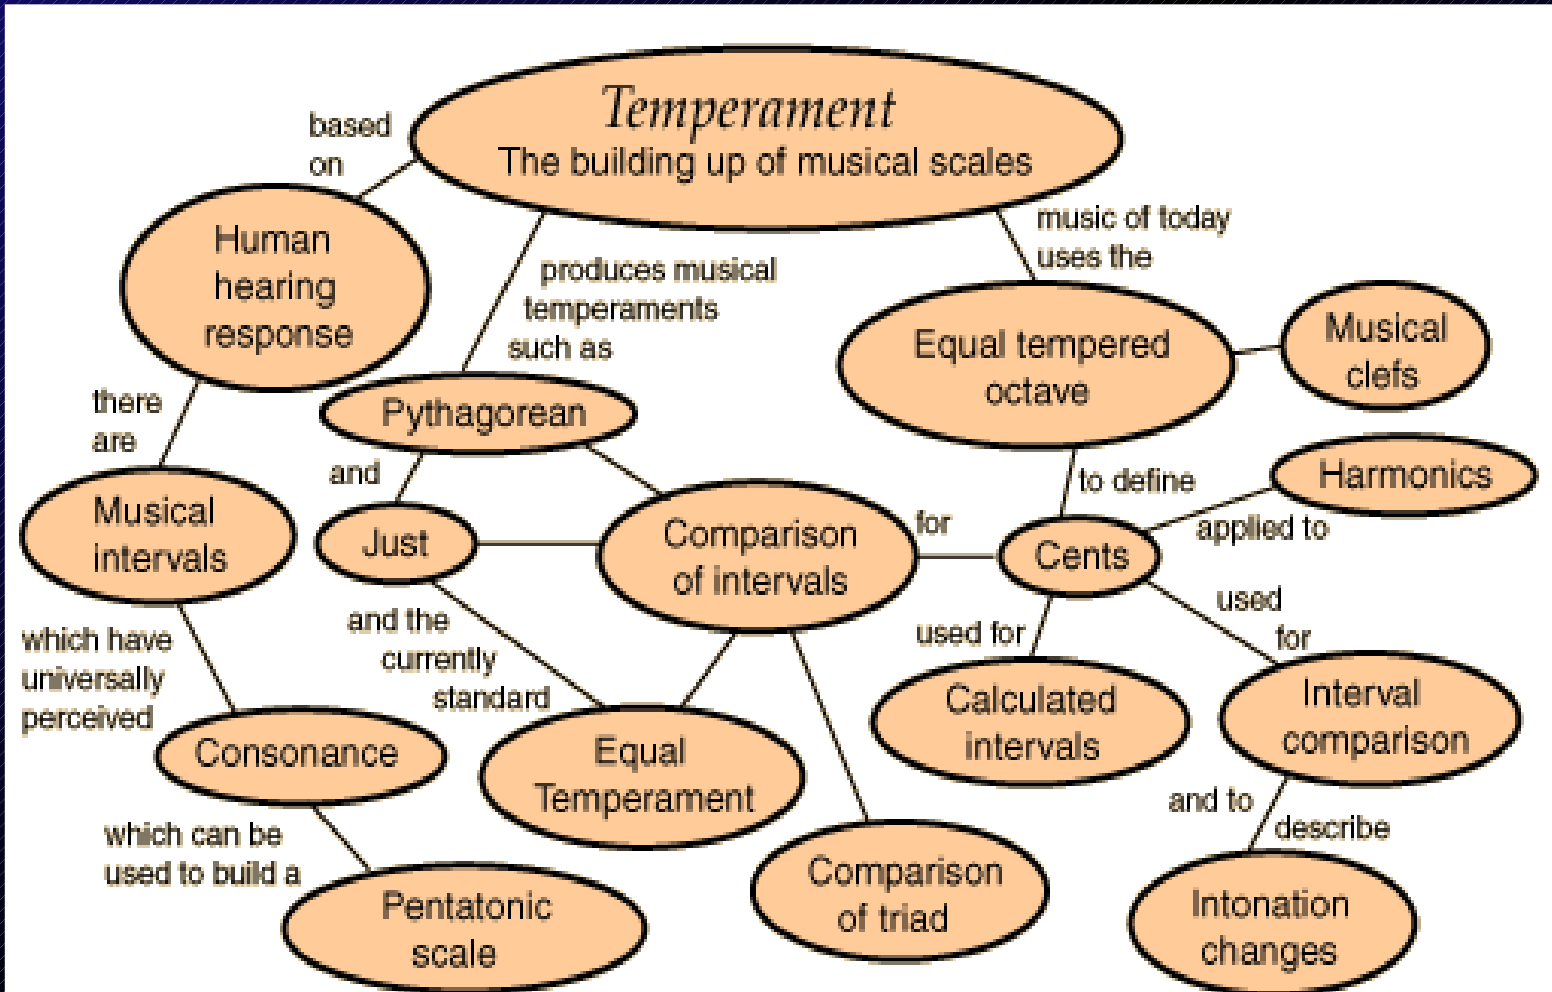 Temperament
The building up of musical scales
based
on
Human
hearing
response
produces musical
temperaments
such as
music of today
uses the
Equal tempered
octave
Musical
clefs
there
are
Pythagorean
and
Musical
intervals
Just
Comparison
of intervals
for
to define
Cents
Harmonics
applied to
which have
universally
perceived
and the
currently
standard
used for
used
for
Consonance
Equal
Temperament
Calculated
intervals
Interval
comparison
which can be
used to build a
Pentatonic
scale
Comparison
of triad
and to
describe
Intonation
changes